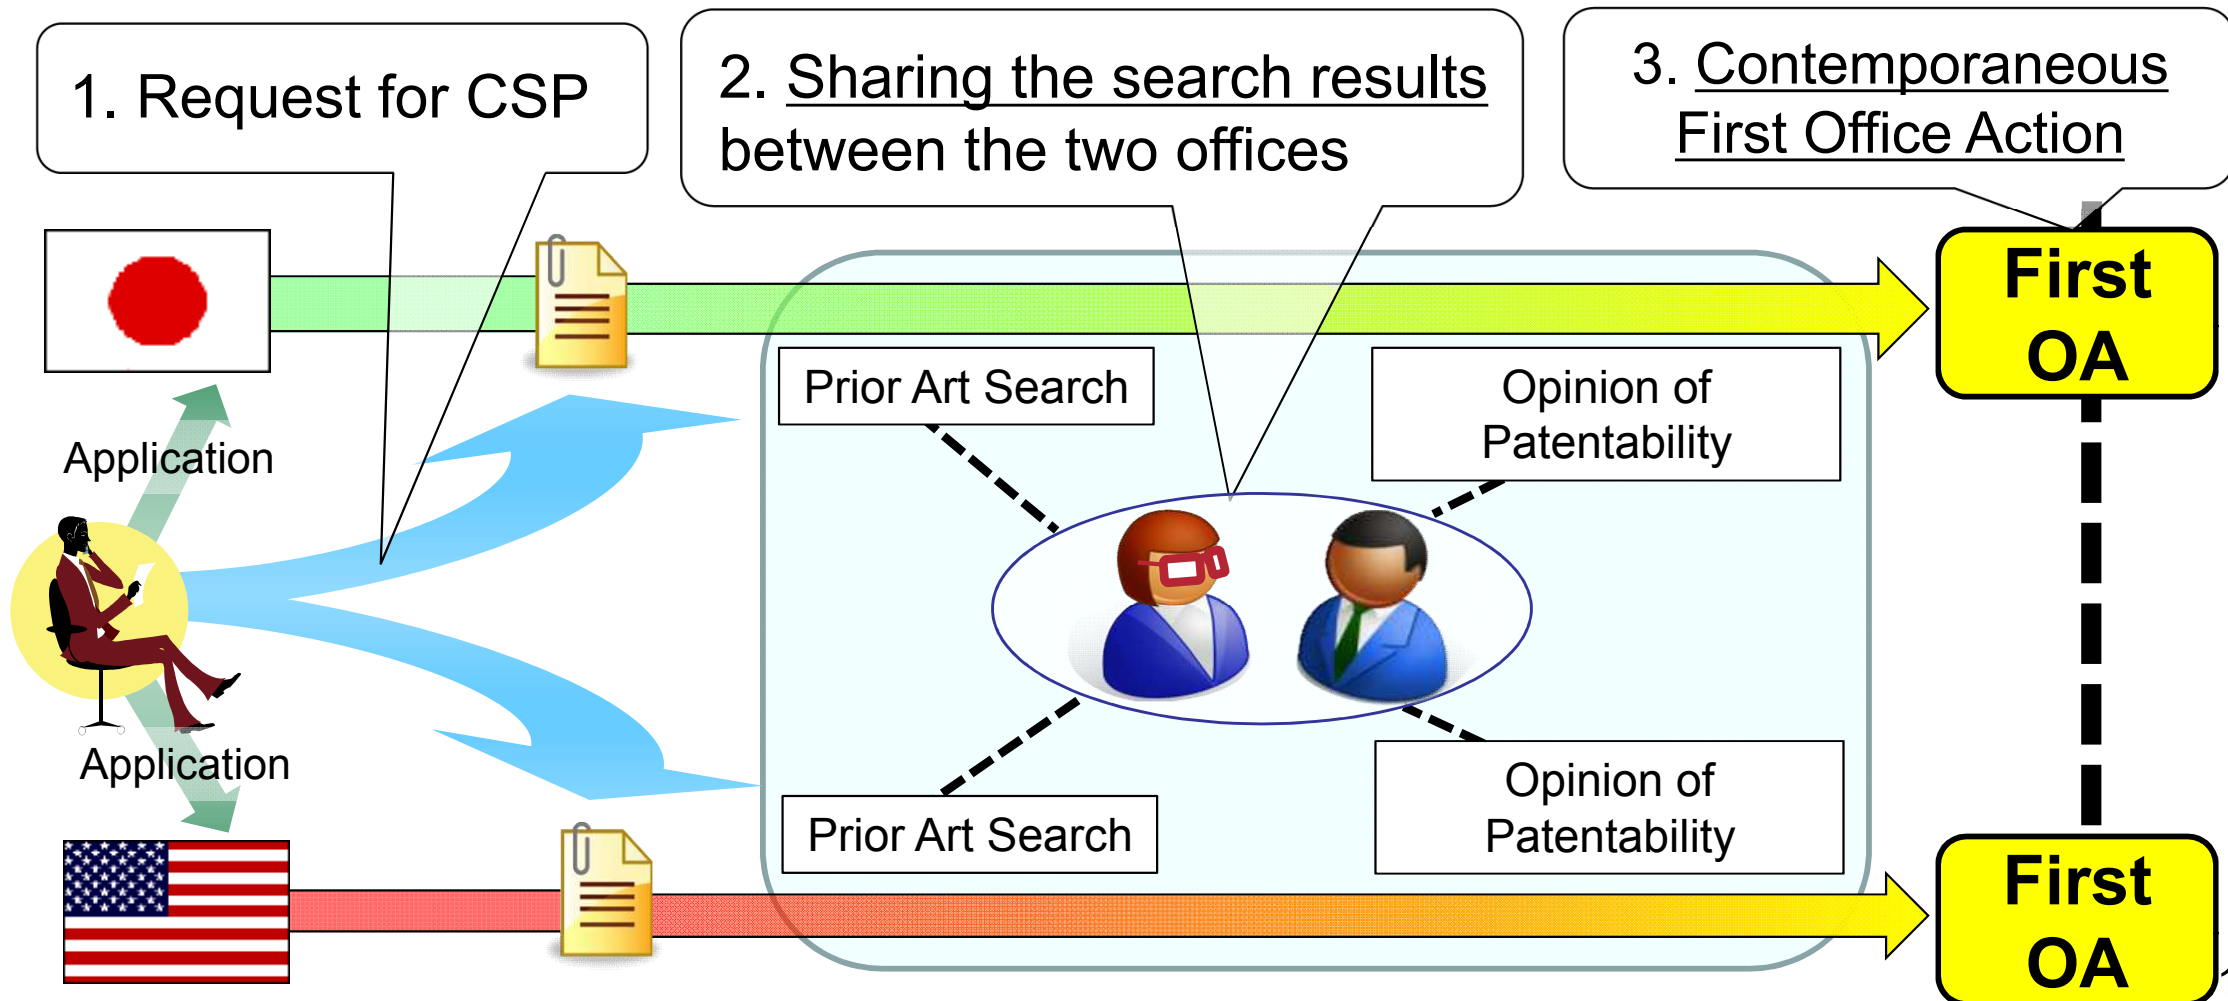 1. Request for CSP
2. Sharing the search results
between the two offices
3. Contemporaneous
First Office Action
First
OA
Prior Art Search
Opinion of
Patentability
Application
Application
Prior Art Search
Opinion of
Patentability
First
OA